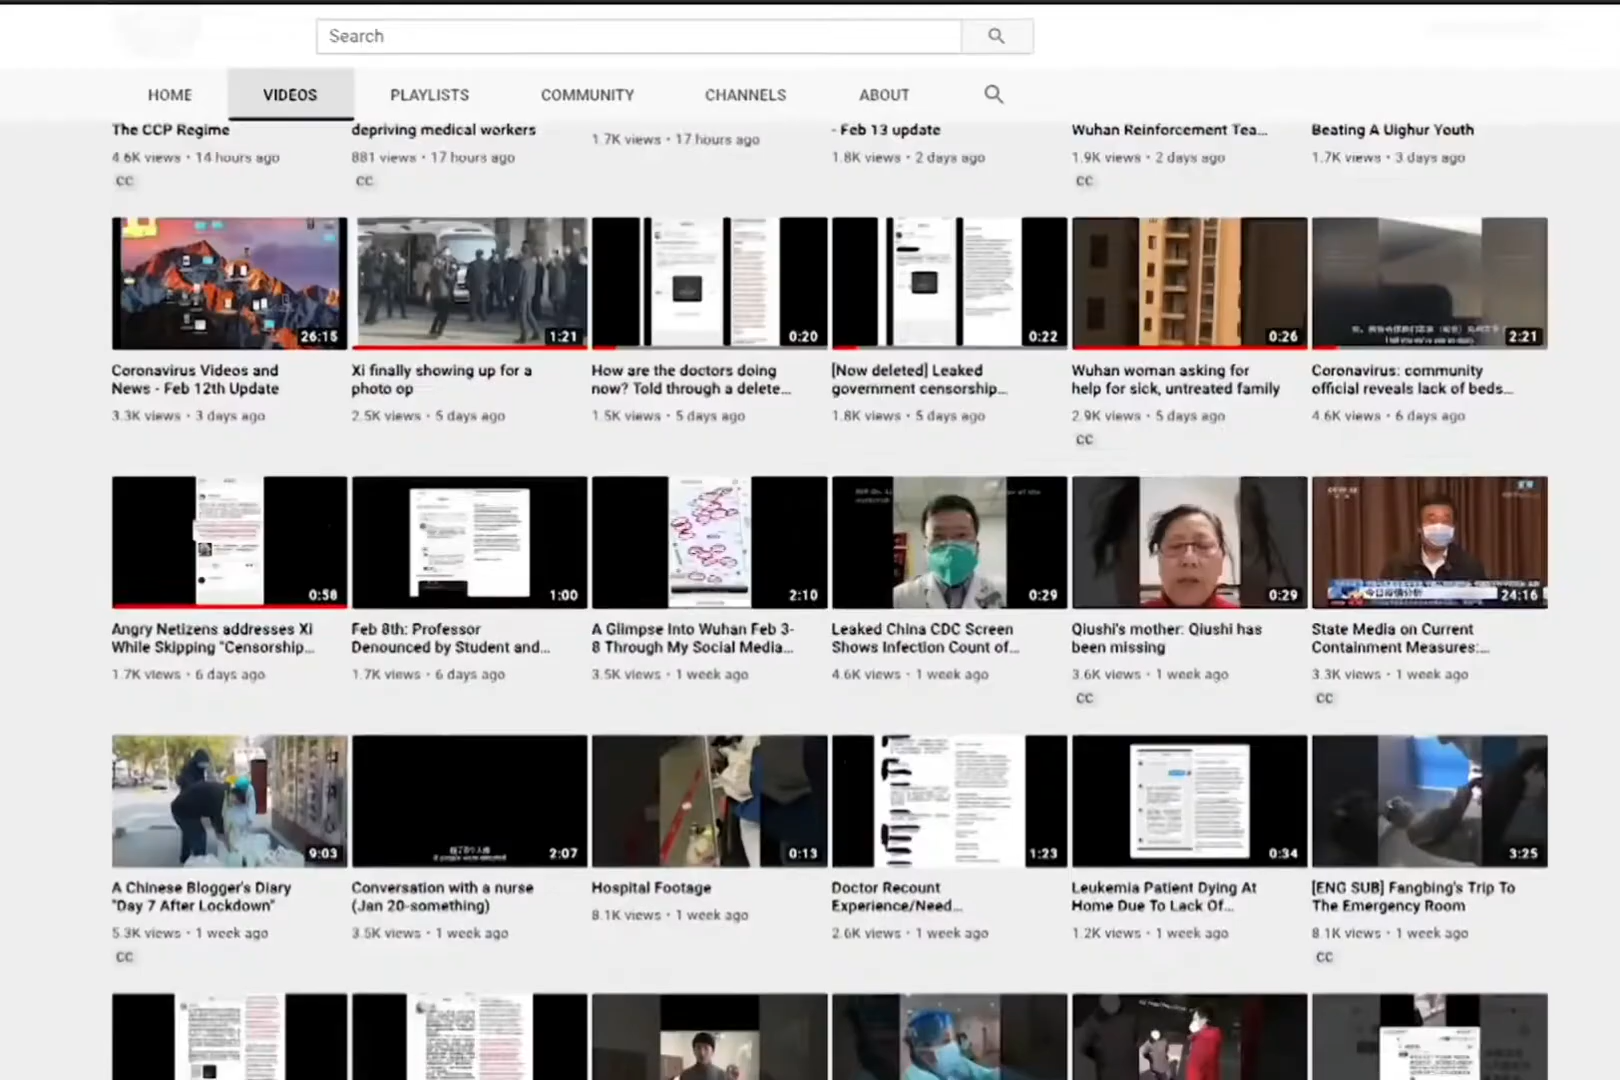 Search
HOME VIDEOS PLAYLISTS COMMUNITY CHANNELS ABOUT
The CCP Regime
4.6K views • 14 hours ago
CC
depriving medical workers
881 views • 17 hours ago
CC
1.7K views • 17 hours ago
- Feb 13 update
1.8K views • 2 days ago
Wuhan Reinforcement Tea...
1.9K views • 2 days ago
CC
Beating A Uighur Youth
1.7K views • 3 days ago
26:15
Coronavirus Videos and
News - Feb 12th Update
3.3K views • 3 days ago
1:21
Xi finally showing up for a
photo op
2.5K views • 5 days ago
0:20
How are the doctors doing
now? Told through a delete...
1.5K views • 5 days ago
0:22
[Now deleted] Leaked
government censorship...
1.8K views • 5 days ago
0:26
Wuhan woman asking for
help for sick, untreated family
2.9K views • 5 days ago
CC
2:21
Coronavirus: community
official reveals lack of beds...
4.6K views • 6 days ago
0:58
Angry Netizens addresses Xi
While Skipping "Censorship...
1.7K views • 6 days ago
1:00
Feb 8th: Professor
Denounced by Student and...
1.7K views • 6 days ago
2:10
A Glimpse Into Wuhan Feb 3-
8 Through My Social Media...
3.5K views • 1 week ago
0:29
Leaked China CDC Screen
Shows Infection Count of...
4.6K views • 1 week ago
0:29
Qiushi's mother: Qiushi has
been missing
3.6K views • 1 week ago
CC
今日疫情分析
24:16
State Media on Current
Containment Measures:...
3.3K views • 1 week ago
CC
9:03
A Chinese Blogger's Diary
"Day 7 After Lockdown"
5.3K views • 1 week ago
CC
2:07
Conversation with a nurse
(Jan 20-something)
3.5K views • 1 week ago
0:13
Hospital Footage
8.1K views • 1 week ago
1:23
Doctor Recount
Experience/Need...
2.6K views • 1 week ago
0:34
Leukemia Patient Dying At
Home Due To Lack Of...
1.2K views • 1 week ago
3:25
[ENG SUB] Fangbing's Trip To
The Emergency Room
8.1K views • 1 week ago
CC